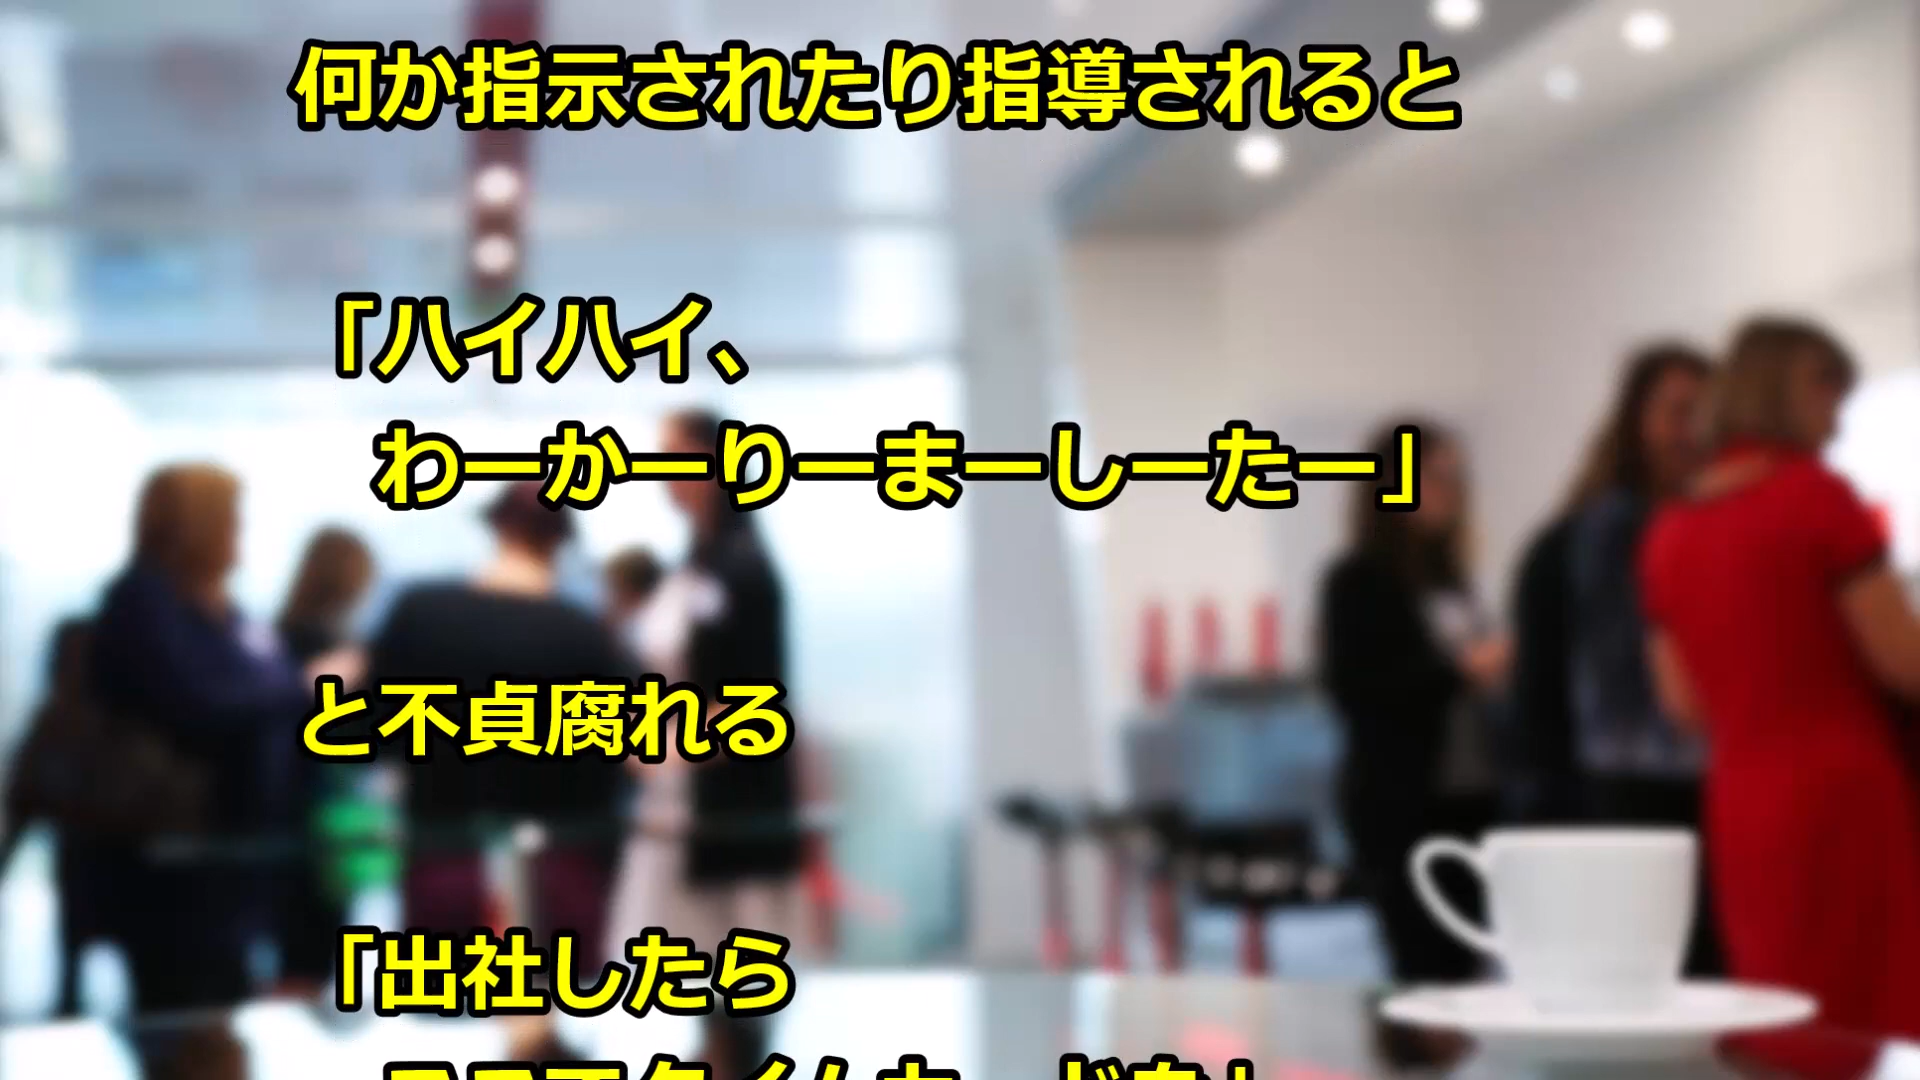 何か指示されたり指導されると
「ハイハイ、
わーかーりーまーしーたー」
と不貞腐れる
「出社したら